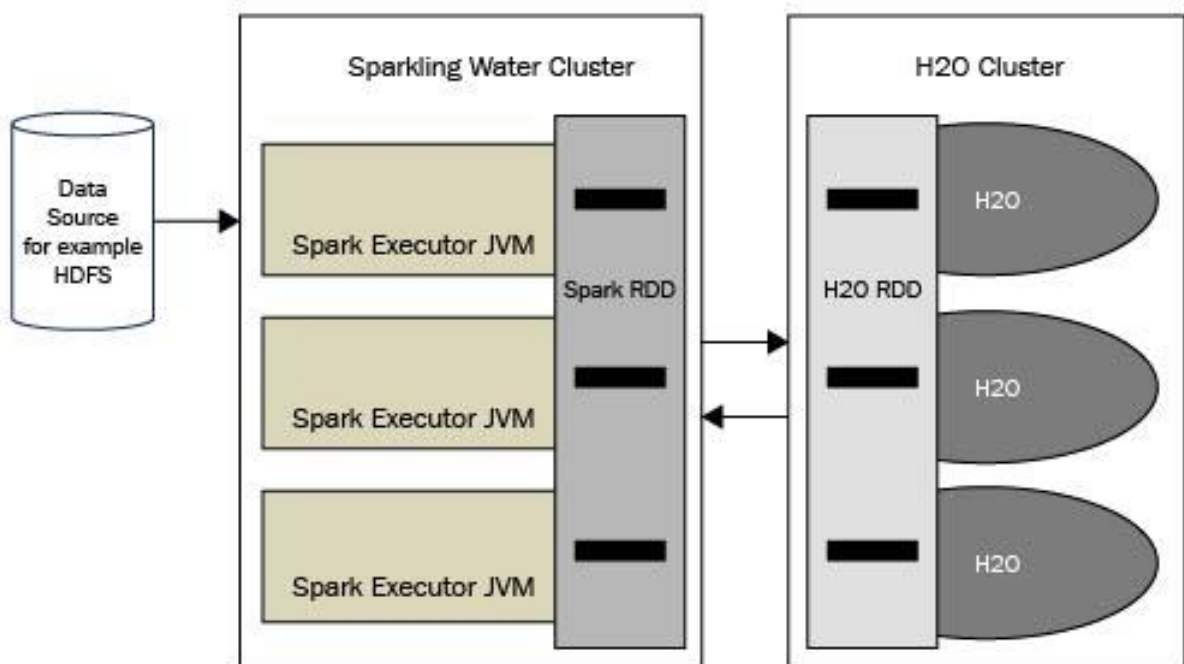 Sparkling Water Cluster
H2O Cluster
Data
Source
for example
HDFS
Spark Executor JVM
Spark Executor JVM
Spark Executor JVM
Spark RDD
H2O RDD
H2O
H2O
H2O